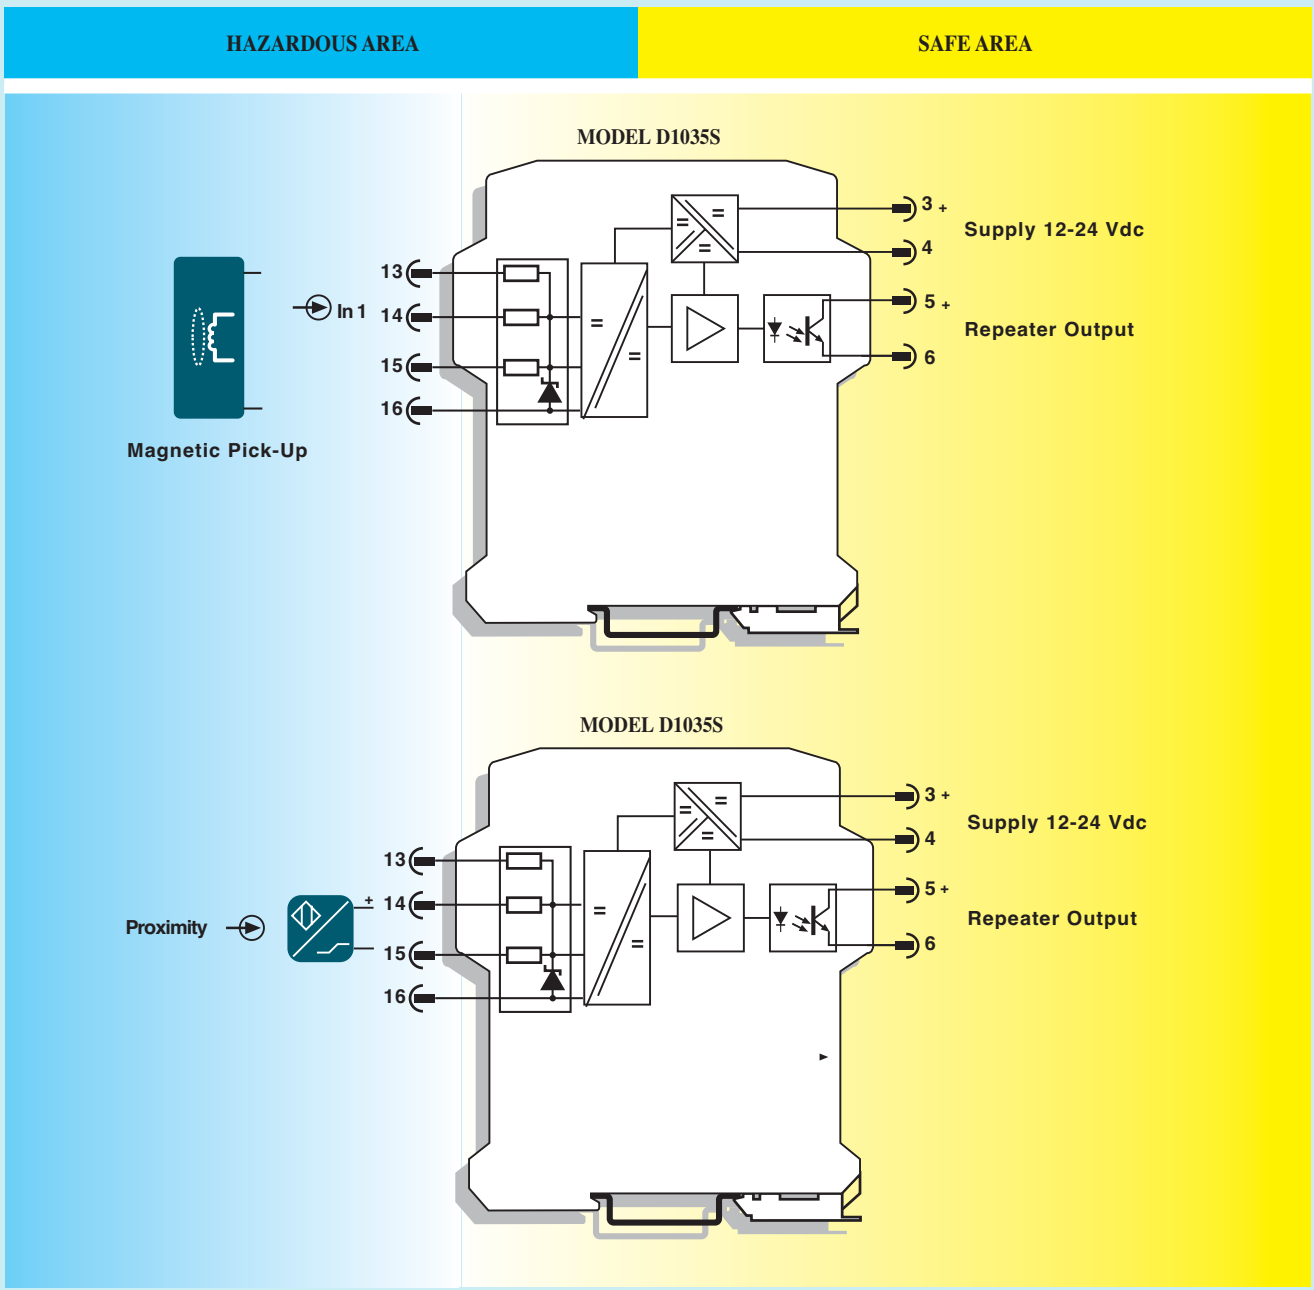 HAZARDOUS AREA
SAFE AREA
MODEL D1035S
3 +
Supply 12-24 Vdc
4
13
In 1
14
5 +
Repeater Output
15
6
16
Magnetic Pick-Up
MODEL D1035S
3 +
Supply 12-24 Vdc
4
13
+
14
5 +
Proximity
Repeater Output
15
6
16